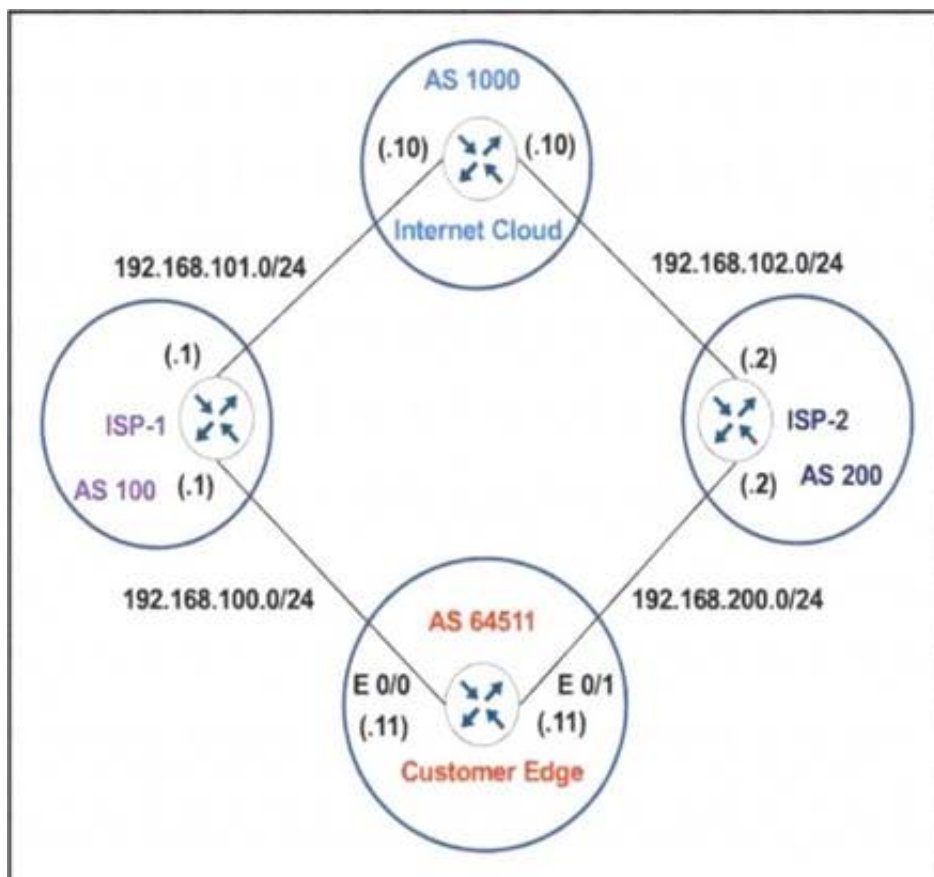 AS 1000
(.10)
(.10)
Internet Cloud
192.168.101.0/24
192.168.102.0/24
(.1)
(.2)
ISP-1
ISP-2
AS 100
(.1)
(.2)
AS 200
192.168.100.0/24
192.168.200.0/24
AS 64511
E 0/0
E 0/1
(.11)
(.11)
Customer Edge